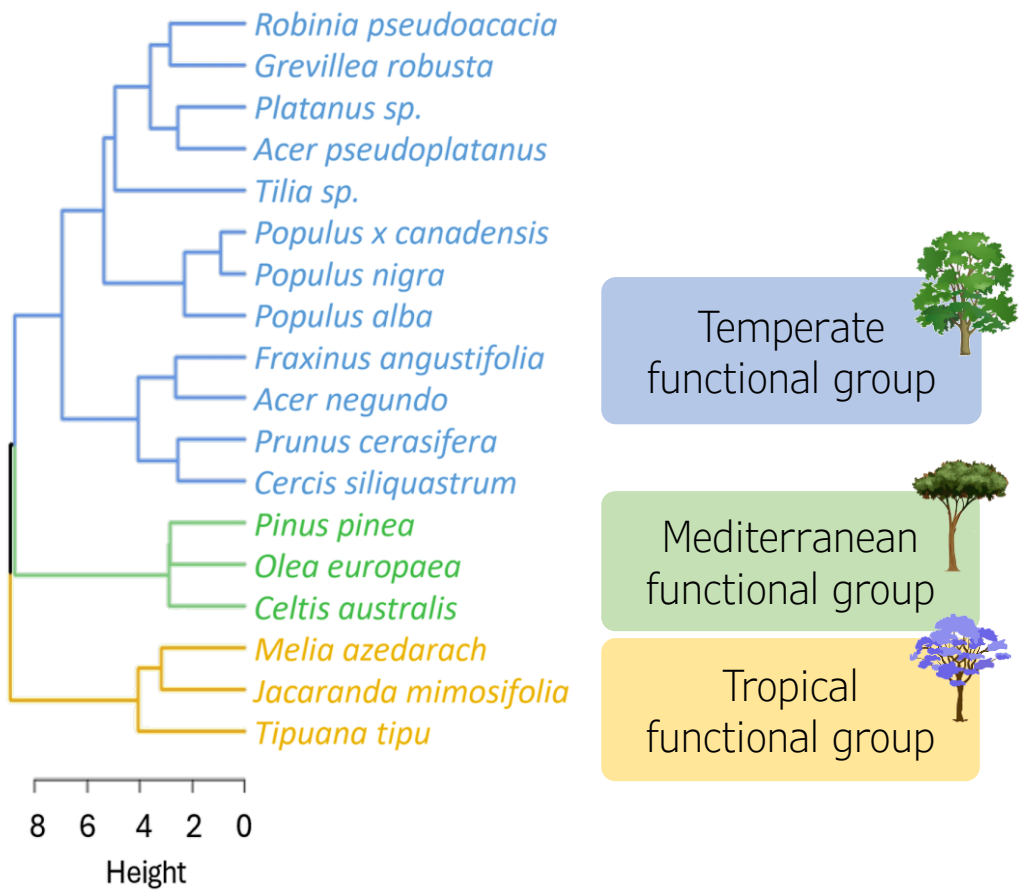 Robinia pseudoacacia
Grevillea robusta
Platanus sp.
Acer pseudoplatanus
Tilia sp.
Populus x canadensis
Populus nigra
Populus alba
Fraxinus angustifolia
Acer negundo
Prunus cerasifera
Cercis siliquastrum
Pinus pinea
Olea europaea
Celtis australis
Melia azedarach
Jacaranda mimosifolia
Tipuana tipu
Temperate
functional group
Mediterranean
functional group
Tropical
functional group
8 6 4 2 0
Height